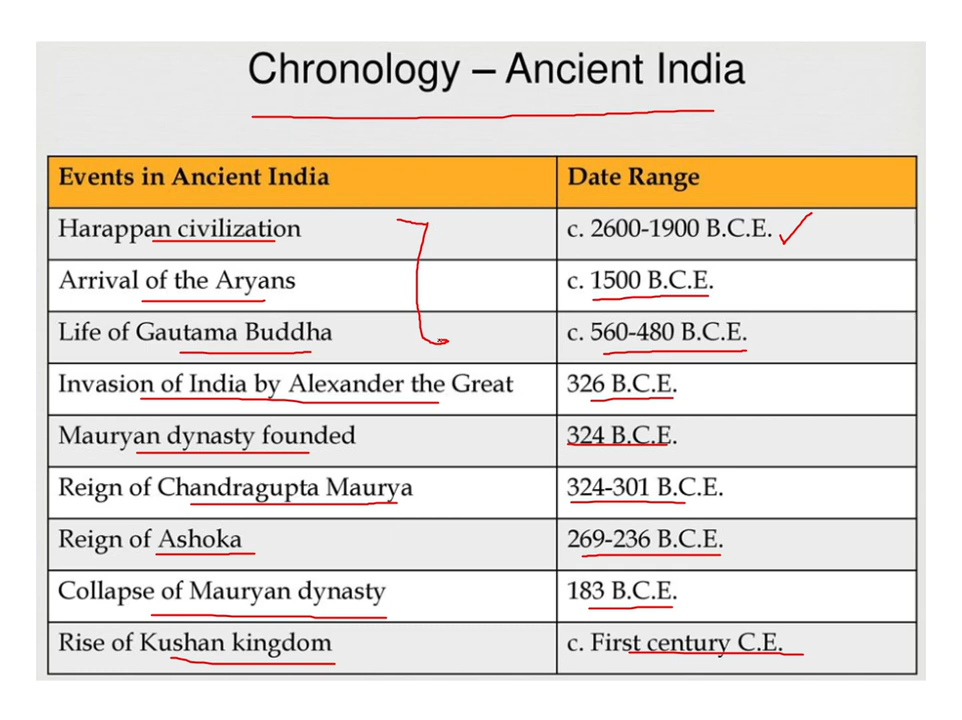 Chronology – Ancient India
Events in Ancient India Date Range
Harappan civilization c. 2600-1900 B.C.E.
Arrival of the Aryans c. 1500 B.C.E.
Life of Gautama Buddha c. 560-480 B.C.E.
Invasion of India by Alexander the Great 326 B.C.E.
Mauryan dynasty founded 324 B.C.E.
Reign of Chandragupta Maurya 324-301 B.C.E.
Reign of Ashoka 269-236 B.C.E.
Collapse of Mauryan dynasty 183 B.C.E.
Rise of Kushan kingdom c. First century C.E.